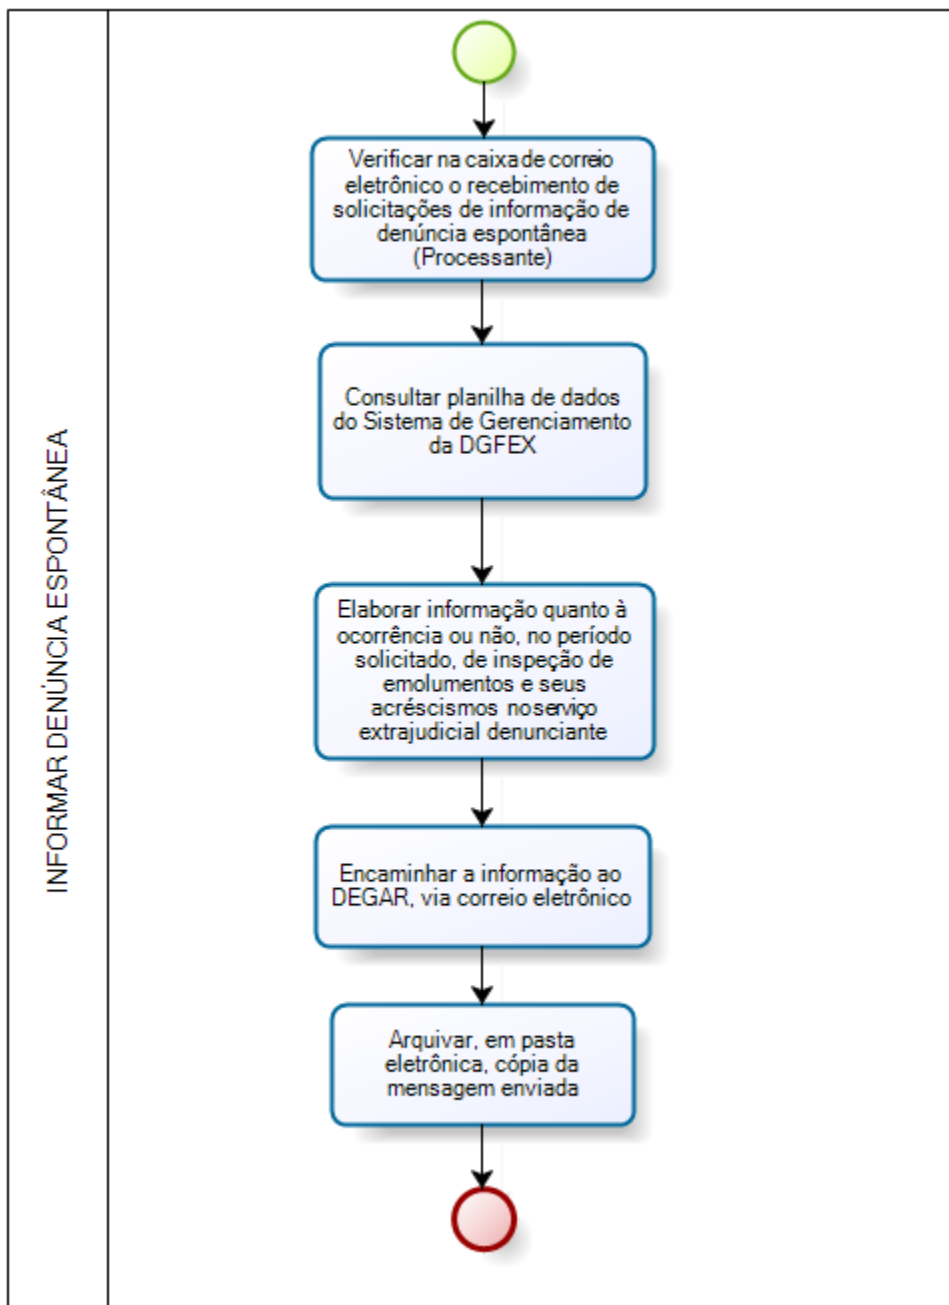 INFORMAR DENÚNCIA ESPONTÂNEA
Verificar na caixa de correio
eletrônico o recebimento de
solicitações de informação de
denúncia espontânea
(Processante)
Consultar planilha de dados
do Sistema de Gerenciamento
da DGFEX
Elaborar informação quanto à
ocorrência ou não, no período
solicitado, de inspeção de
emolumentos e seus
acréscismos no serviço
extrajudicial denunciante
Encaminhar a informação ao
DEGAR, via correio eletrônico
Arquivar, em pasta
eletrônica, cópia da
mensagem enviada